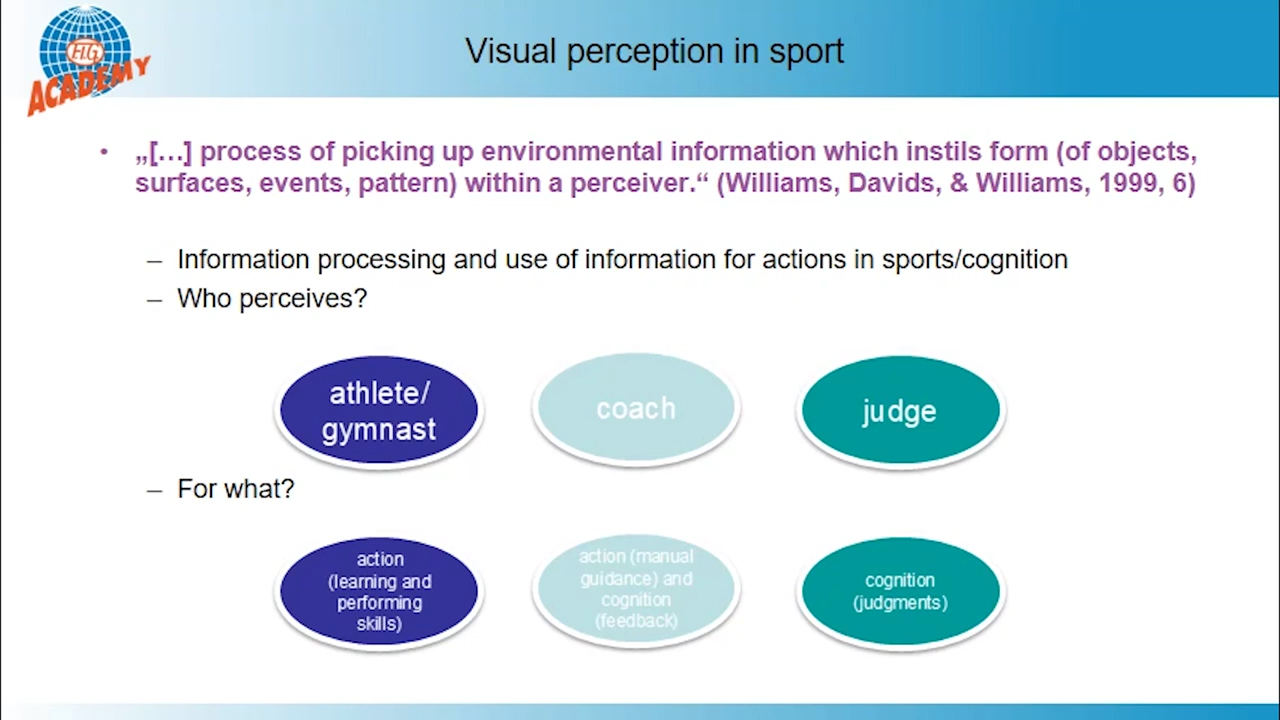 F.I.G.
ACADEMY
Visual perception in sport
• „[…] process of picking up environmental information which instils form (of objects,
surfaces, events, pattern) within a perceiver.“ (Williams, Davids, & Williams, 1999, 6)
– Information processing and use of information for actions in sports/cognition
– Who perceives?
athlete/
gymnast
coach
judge
– For what?
action
(learning and
performing
skills)
action (manual
guidance) and
cognition
(feedback)
cognition
(judgments)